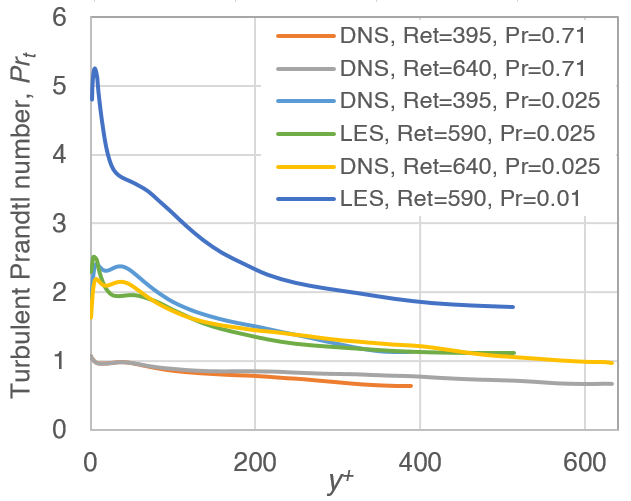 Turbulent Prandtl number, Prt
6
5
4
3
2
1
0
DNS, Ret=395, Pr=0.71
DNS, Ret=640, Pr=0.71
DNS, Ret=395, Pr=0.025
LES, Ret=590, Pr=0.025
DNS, Ret=640, Pr=0.025
LES, Ret=590, Pr=0.01
0 200 400 600
y+